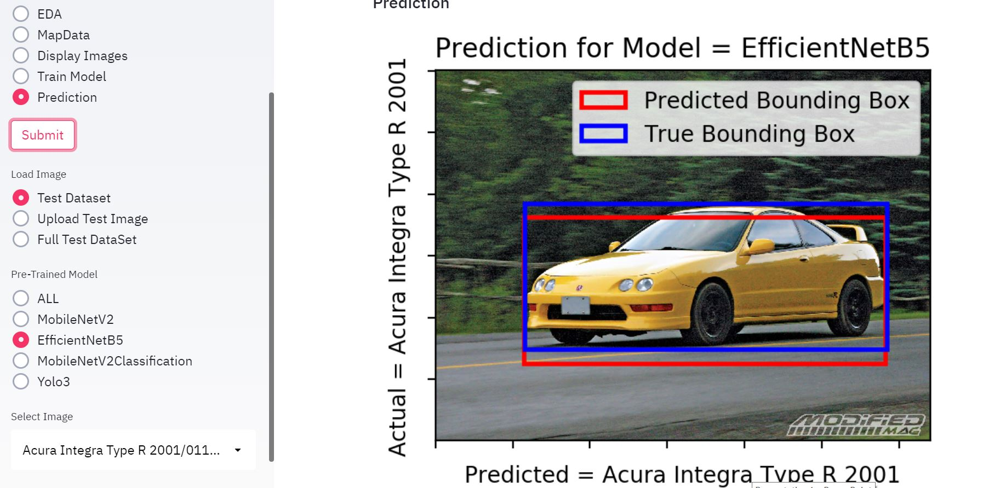 EDA
MapData
Display Images
Train Model
Prediction
Submit
Load Image
Test Dataset
Upload Test Image
Full Test DataSet
Pre-Trained Model
ALL
MobileNetV2
EfficientNetB5
MobileNetV2Classification
Yolo3
Select Image
Acura Integra Type R 2001/011...
Prediction
Prediction for Model = EfficientNetB5
Actual = Acura Integra Type R 2001
Predicted Bounding Box
True Bounding Box
MODIFIED
MAG
Predicted = Acura Integra Type R 2001